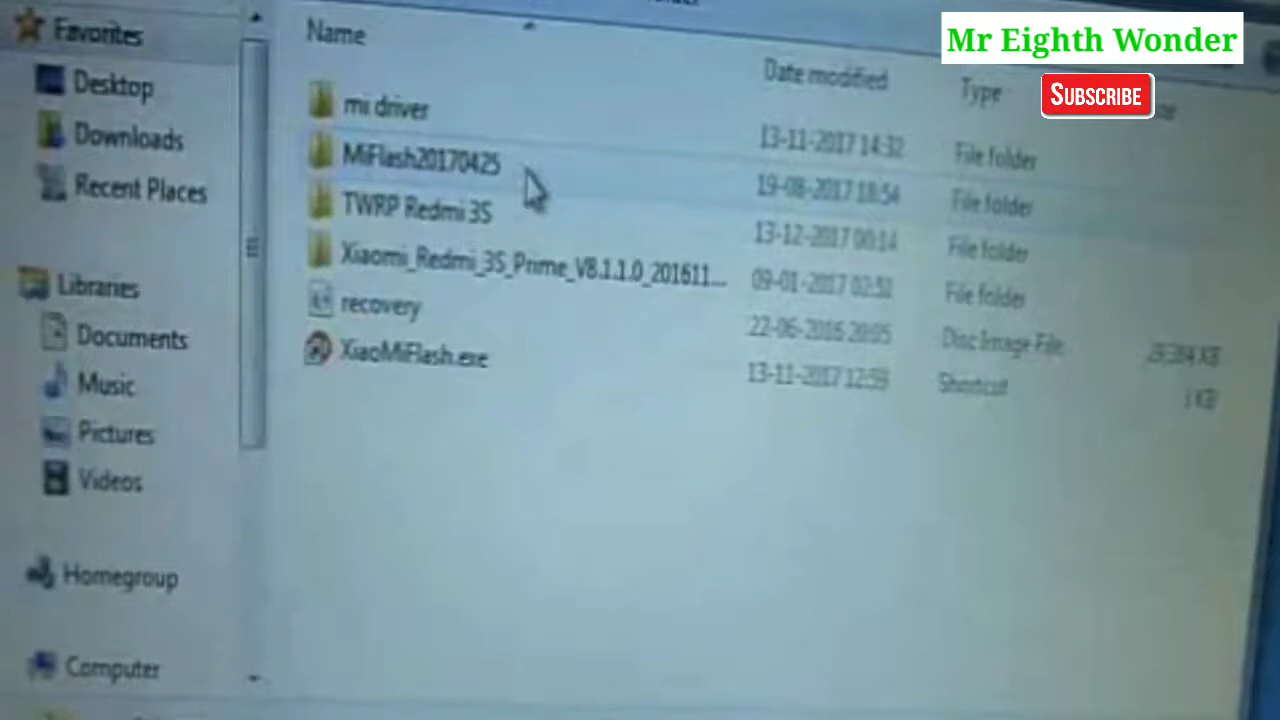 Mr Eighth Wonder
SUBSCRIBE
Favorites
Desktop
Downloads
Recent Places
Libraries
Documents
Music
Pictures
Videos
Homegroup
Computer
Name Date modified Type
mi driver 13-11-2017 14:32 File folder
MiFlash20170425 19-08-2017 18:54 File folder
TWRP Redmi 3S 13-12-2017 00:14 File folder
Xiaomi_Redmi_3S_Prime_V8.1.1.0_201611... 09-01-2017 02:51 File folder
recovery 22-06-2016 20:05 Disc Image File
XiaoMiFlash.exe 13-11-2017 12:59 Shortcut 1 KB